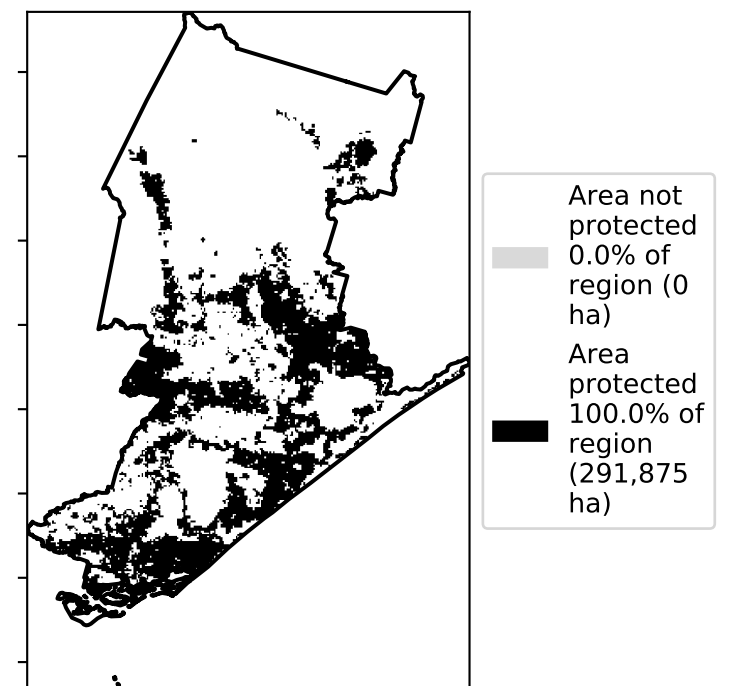 Area not
protected
0.0% of
region (0
ha)
Area
protected
100.0% of
region
(291,875
ha)